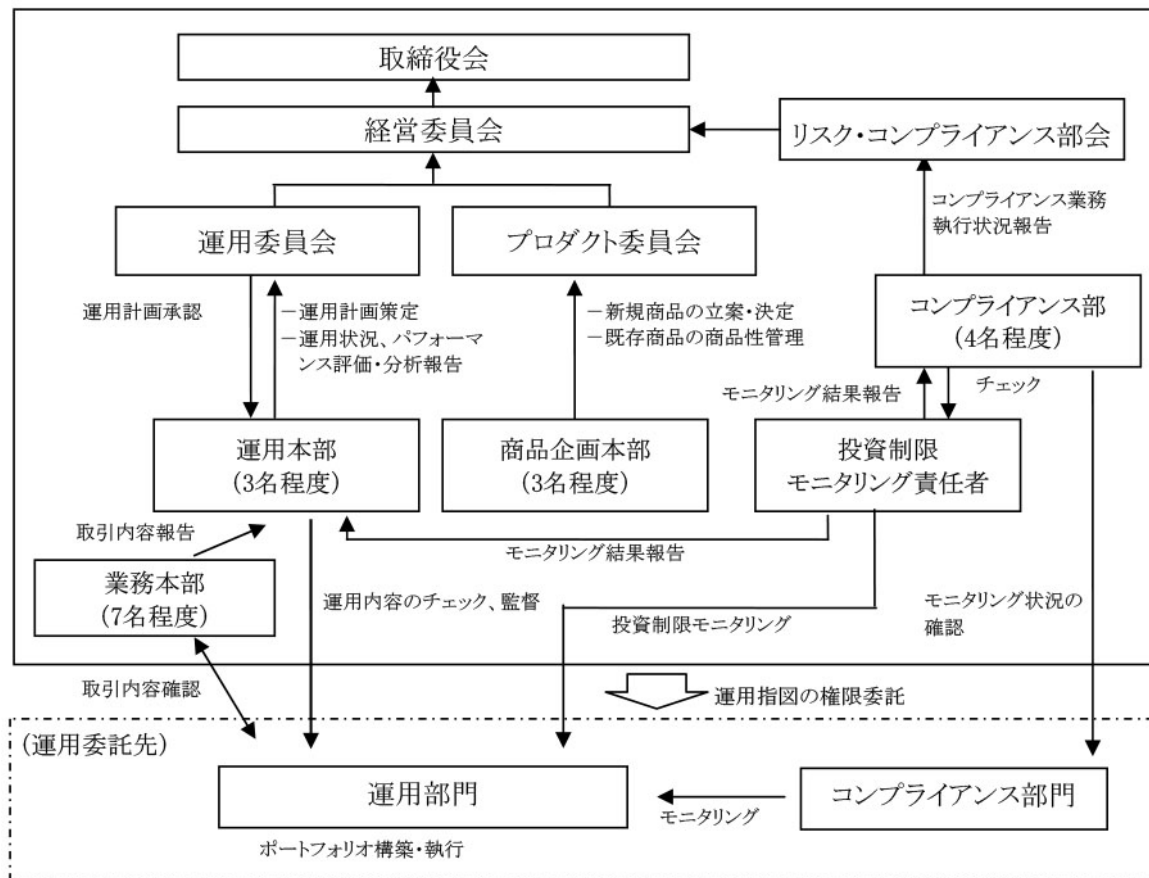 取締役会
経営委員会
リスク・コンプライアンス部会
コンプライアンス業務
執行状況報告
運用委員会
プロダクト委員会
運用計画承認
－運用計画策定
－運用状況、パフォーマ
ンス評価・分析報告
－新規商品の立案・決定
－既存商品の商品性管理
コンプライアンス部
(4名程度)
モニタリング結果報告
チェック
運用本部
(3名程度)
商品企画本部
(3名程度)
投資制限
モニタリング責任者
取引内容報告
モニタリング結果報告
業務本部
(7名程度)
運用内容のチェック、監督
投資制限モニタリング
モニタリング状況の
確認
取引内容確認
運用指図の権限委託
(運用委託先)
運用部門
コンプライアンス部門
モニタリング
ポートフォリオ構築・執行